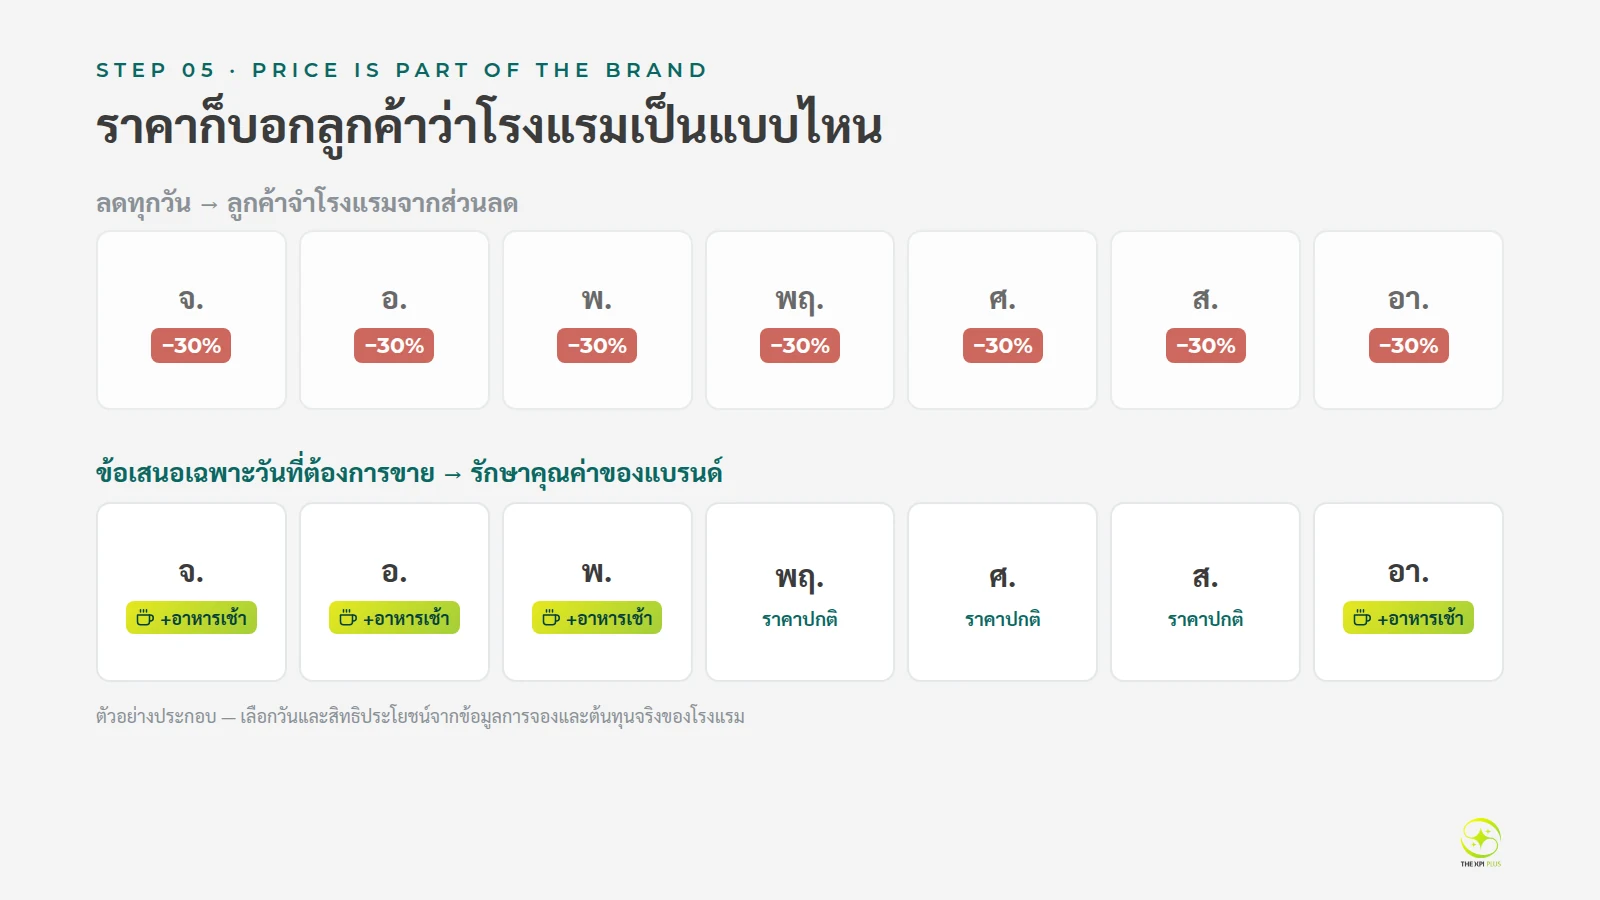 STEP 05 · PRICE IS PART OF THE BRAND
ราคาก็บอกลูกค้าว่าโรงแรมเป็นแบบไหน
ลดทุกวัน → ลูกค้าจำโรงแรมจากส่วนลด
จ. อ. พ. พฤ. ศ. ส. อา.
−30% −30% −30% −30% −30% −30% −30%
ข้อเสนอเฉพาะวันที่ต้องการขาย → รักษาคุณค่าของแบรนด์
จ. อ. พ. พฤ. ศ. ส. อา.
+อาหารเช้า +อาหารเช้า +อาหารเช้า ราคาปกติ ราคาปกติ ราคาปกติ +อาหารเช้า
ตัวอย่างประกอบ — เลือกวันและสิทธิประโยชน์จากข้อมูลการจองและต้นทุนจริงของโรงแรม
THE XPI PLUS